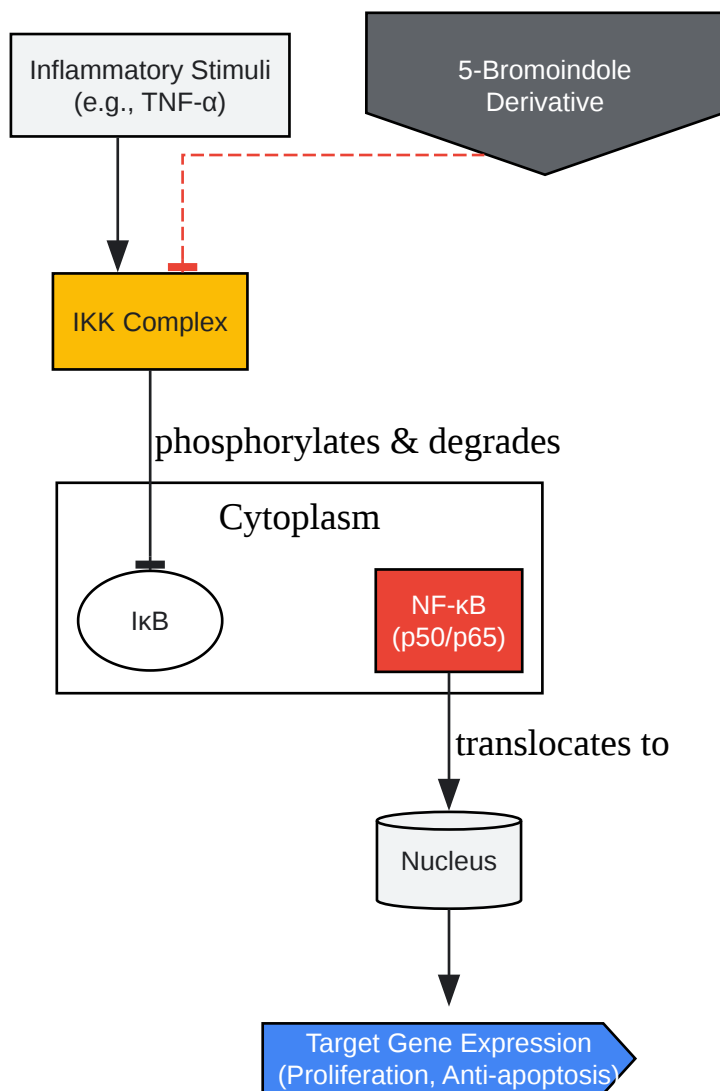 Inflammatory Stimuli
(e.g., TNF-α)
5-Bromoindole
Derivative
IKK Complex
phosphorylates & degrades
Cytoplasm
IκB
NF-κB
(p50/p65)
translocates to
Nucleus
Target Gene Expression
(Proliferation, Anti-apoptosis)